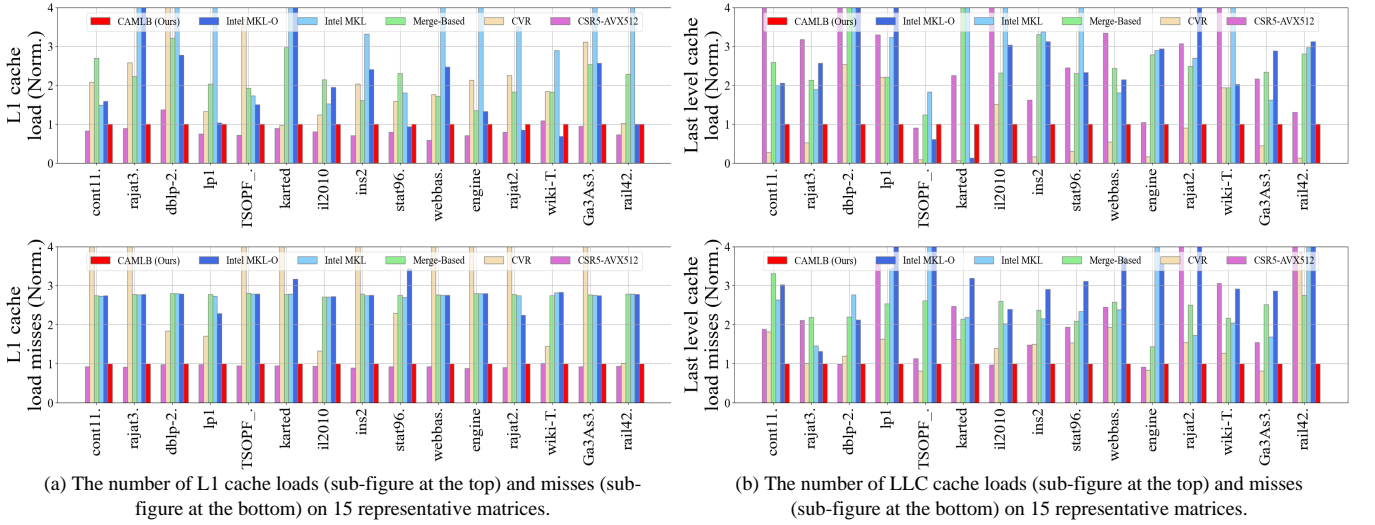 L1 cache
load (Norm.)
4
3
2
1
0
CAMLB (Ours) Intel MKL-O Intel MKL Merge-Based CVR CSR5-AVX512
cont11. rajat3. dblp-2. lp1 TSOPF_. karted il2010 ins2 stat96. webbas. engine rajat2. wiki-T. Ga3As3. rail42.
L1 cache
load misses (Norm.)
4
3
2
1
0
CAMLB (Ours) Intel MKL-O Intel MKL Merge-Based CVR CSR5-AVX512
cont11. rajat3. dblp-2. lp1 TSOPF_. karted il2010 ins2 stat96. webbas. engine rajat2. wiki-T. Ga3As3. rail42.
(a) The number of L1 cache loads (sub-figure at the top) and misses (sub-
figure at the bottom) on 15 representative matrices.
Last level cache
load (Norm.)
4
3
2
1
0
CAMLB (Ours) Intel MKL-O Intel MKL Merge-Based CVR CSR5-AVX512
cont11. rajat3. dblp-2. lp1 TSOPF_. karted il2010 ins2 stat96. webbas. engine rajat2. wiki-T. Ga3As3. rail42.
Last level cache
load misses (Norm.)
4
3
2
1
0
CAMLB (Ours) Intel MKL-O Intel MKL Merge-Based CVR CSR5-AVX512
cont11. rajat3. dblp-2. lp1 TSOPF_. karted il2010 ins2 stat96. webbas. engine rajat2. wiki-T. Ga3As3. rail42.
(b) The number of LLC cache loads (sub-figure at the top) and misses
(sub-figure at the bottom) on 15 representative matrices.